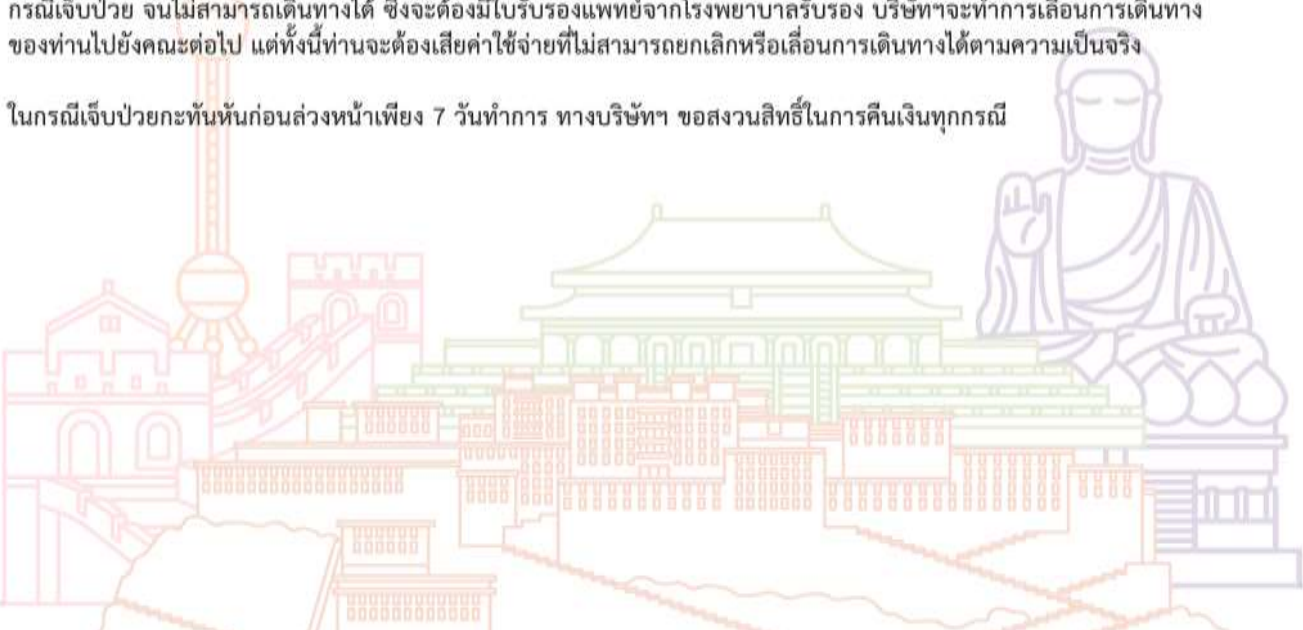 กรณีเจ็บป่วย จนไม่สามารถเดินทางได้ ซึ่งจะต้องมีใบรับรองแพทย์จากโรงพยาบาลรับรอง บริษัทฯจะทำการเลื่อนการเดินทาง
ของท่านไปยังคณะต่อไป แต่ทั้งนี้ท่านจะต้องเสียค่าใช้จ่ายที่ไม่สามารถยกเลิกหรือเลื่อนการเดินทางได้ตามความเป็นจริง
ในกรณีเจ็บป่วยกะทันหันก่อนล่วงหน้าเพียง 7 วันทำการ ทางบริษัทฯ ขอสงวนสิทธิ์ในการคืนเงินทุกกรณี